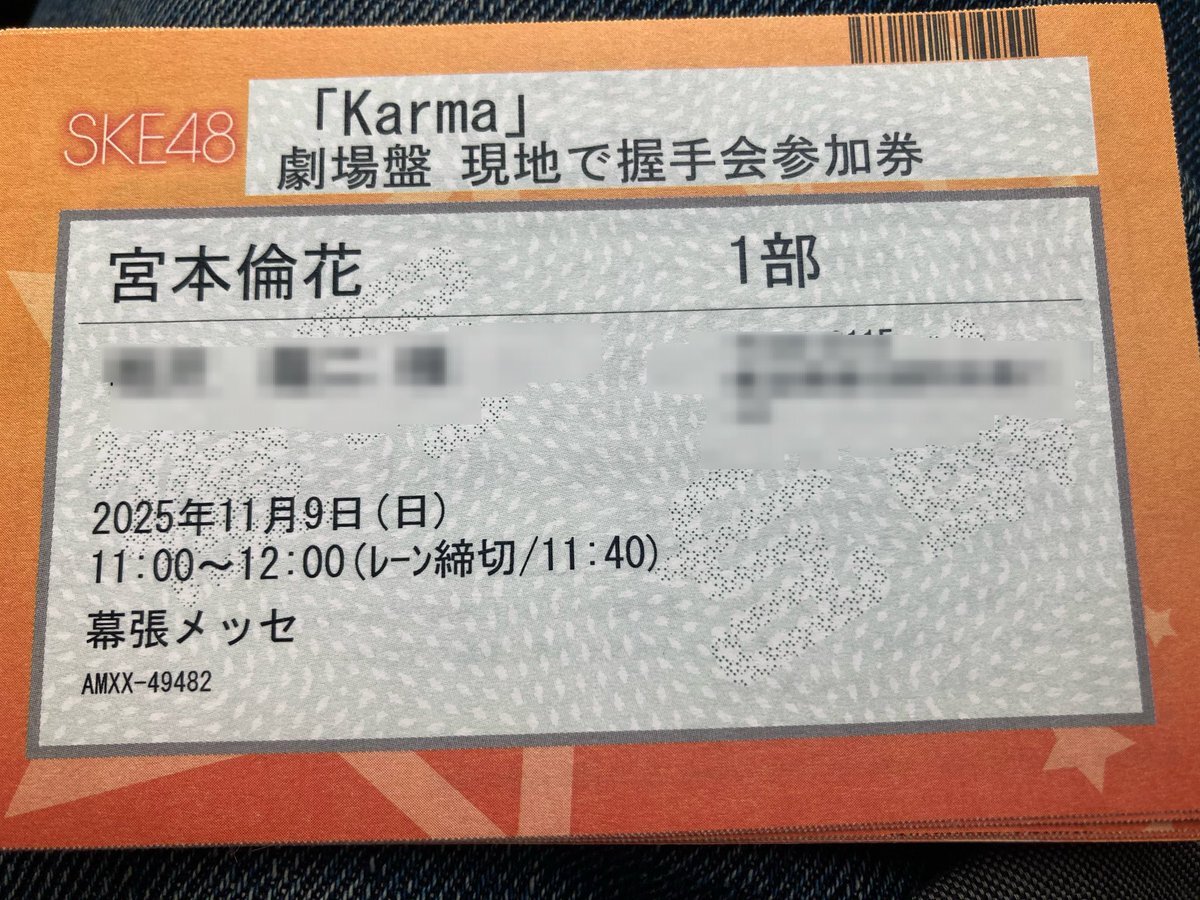 SKE48
「Karma」
劇場盤 現地で握手会参加券
宮本倫花 1部
2025年11月9日(日)
11:00～12:00(レーン締切/11:40)
幕張メッセ
AMXX-49482